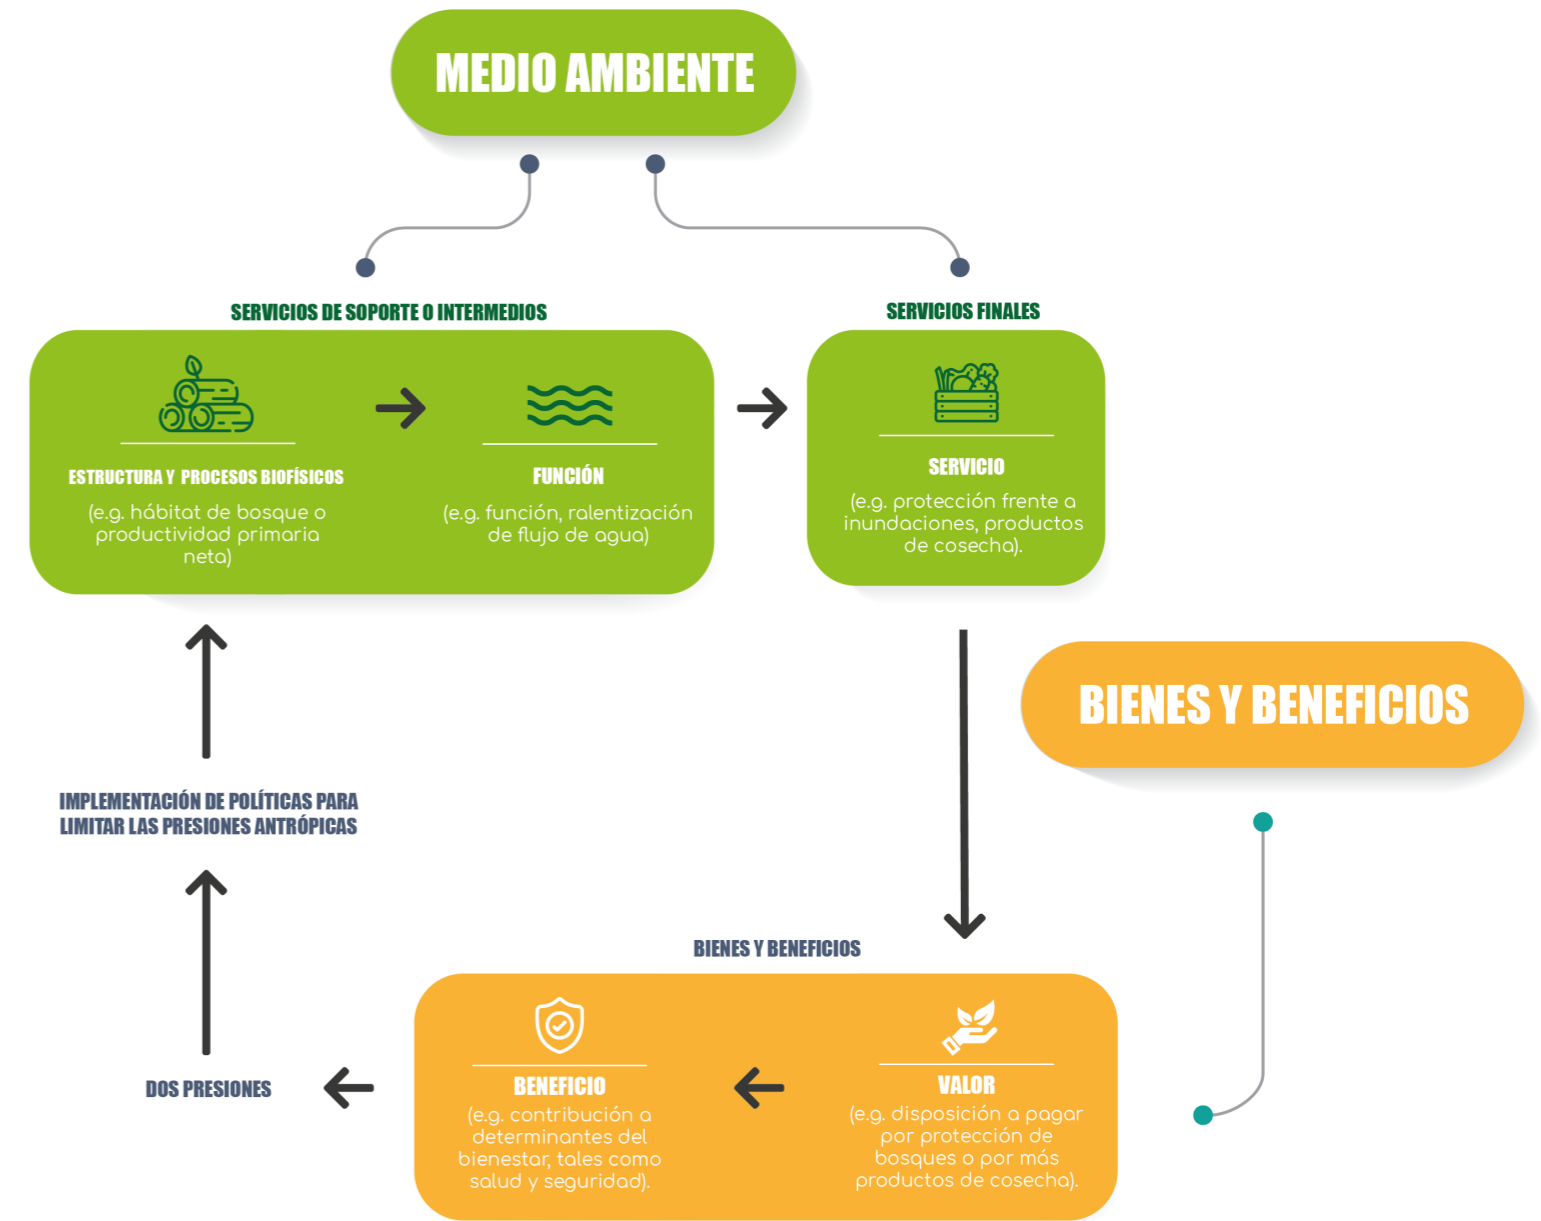 MEDIO AMBIENTE
SERVICIOS DE SOPORTE O INTERMEDIOS
ESTRUCTURA Y PROCESOS BIOFÍSICOS
(e.g. hábitat de bosque o
productividad primaria
neta)
FUNCIÓN
(e.g. función, ralentización
de flujo de agua)
SERVICIOS FINALES
SERVICIO
(e.g. protección frente a
inundaciones, productos
de cosecha).
BIENES Y BENEFICIOS
BIENES Y BENEFICIOS
VALOR
(e.g. disposición a pagar
por protección de
bosques o por más
productos de cosecha).
BENEFICIO
(e.g. contribución a
determinantes del
bienestar, tales como
salud y seguridad).
DOS PRESIONES
IMPLEMENTACIÓN DE POLÍTICAS PARA
LIMITAR LAS PRESIONES ANTRÓPICAS